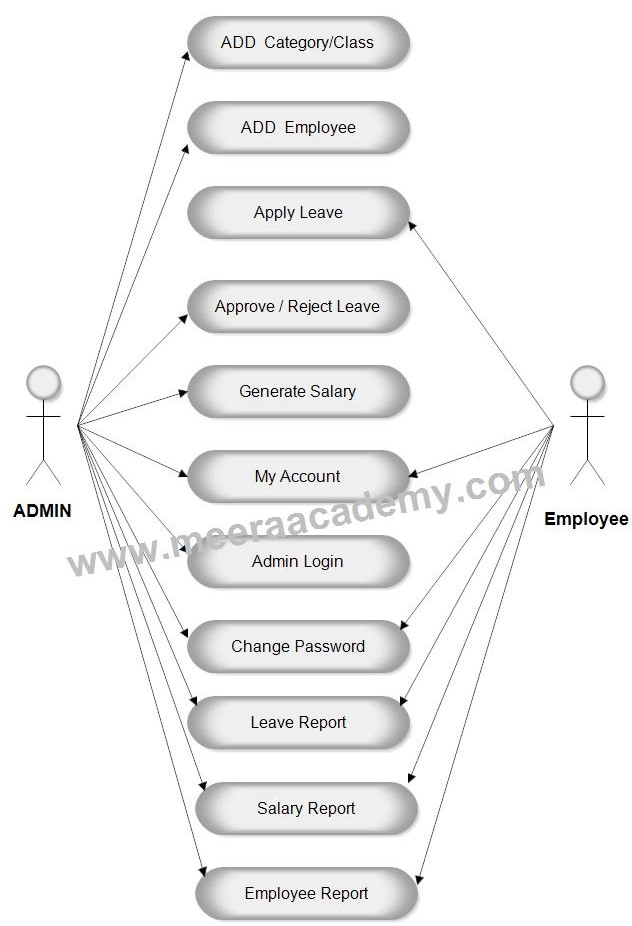 ADD Category/Class
ADD Employee
Apply Leave
Approve / Reject Leave
Generate Salary
My Account
www.meeraacademy.com
ADMIN
Employee
Admin Login
Change Password
Leave Report
Salary Report
Employee Report